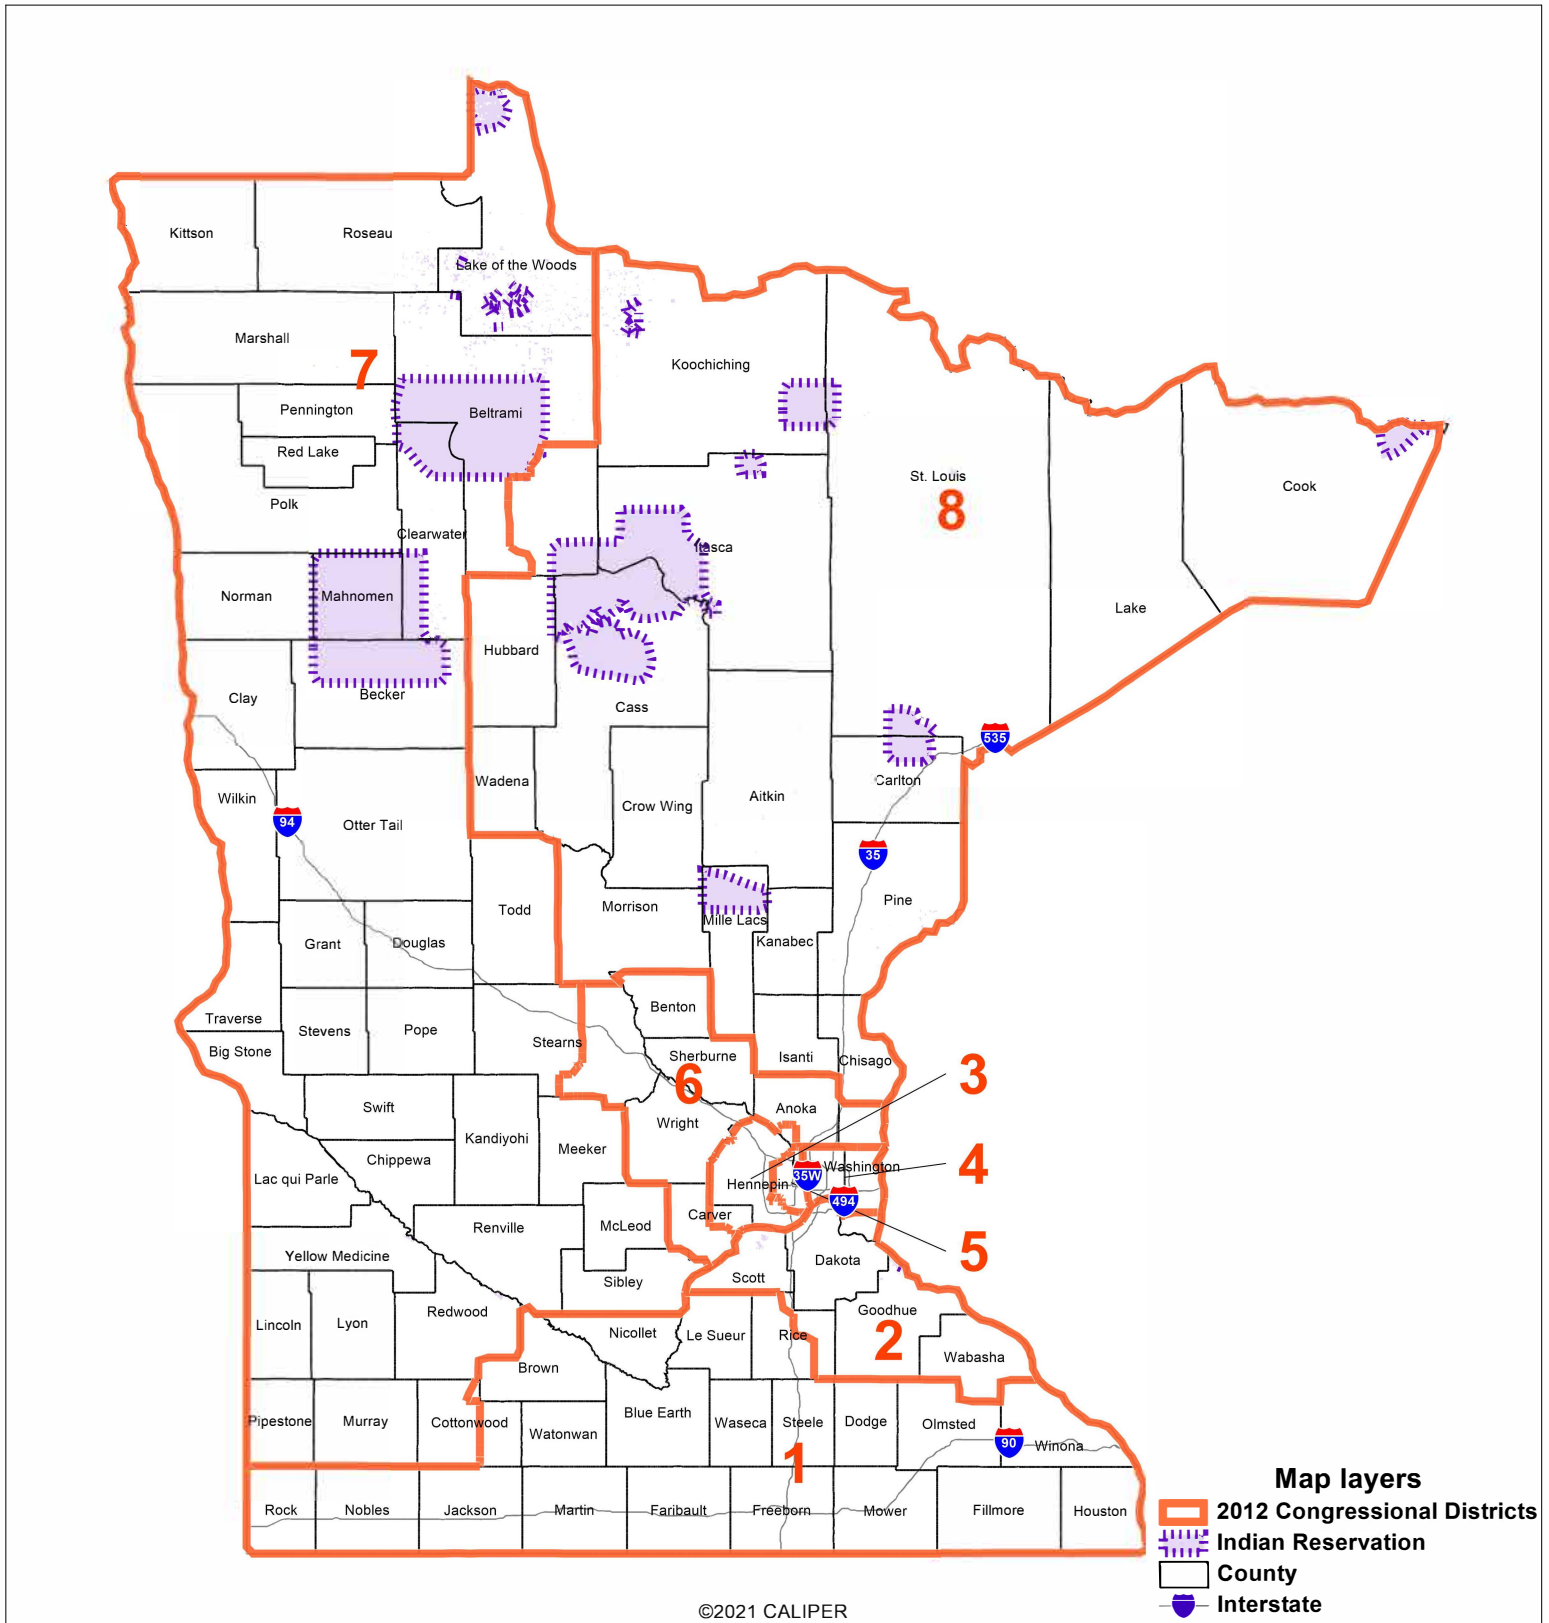 Kittson
Roseau
Lake of the Woods
Marshall
7
Koochiching
Pennington
Beltrami
Red Lake
St. Louis
8
Cook
Polk
Clearwater
Itasca
Norman
Mahnomen
Lake
Hubbard
Clay
Becker
Cass
535
Wadena
Carlton
Wilkin
94
Otter Tail
Crow Wing
Aitkin
35
Todd
Morrison
Mille Lacs
Pine
Grant
Douglas
Kanabec
Benton
Traverse
Stevens
Pope
Stearns
Big Stone
Sherburne
Isanti
Chisago
3
6
Swift
Anoka
Wright
Kandiyohi
Meeker
Chippewa
Lac qui Parle
35W
Washington
4
Hennepin
494
Carver
Renville
McLeod
5
Yellow Medicine
Dakota
Sibley
Scott
Redwood
Goodhue
2
Lincoln
Lyon
Nicollet
Le Sueur
Rice
Wabasha
Brown
Pipestone
Murray
Cottonwood
Watonwan
Blue Earth
Waseca
Steele
Dodge
Olmsted
90
Winona
1
Rock
Nobles
Jackson
Martin
Faribault
Freeborn
Mower
Fillmore
Houston
Map layers
2012 Congressional Districts
Indian Reservation
County
Interstate
©2021 CALIPER